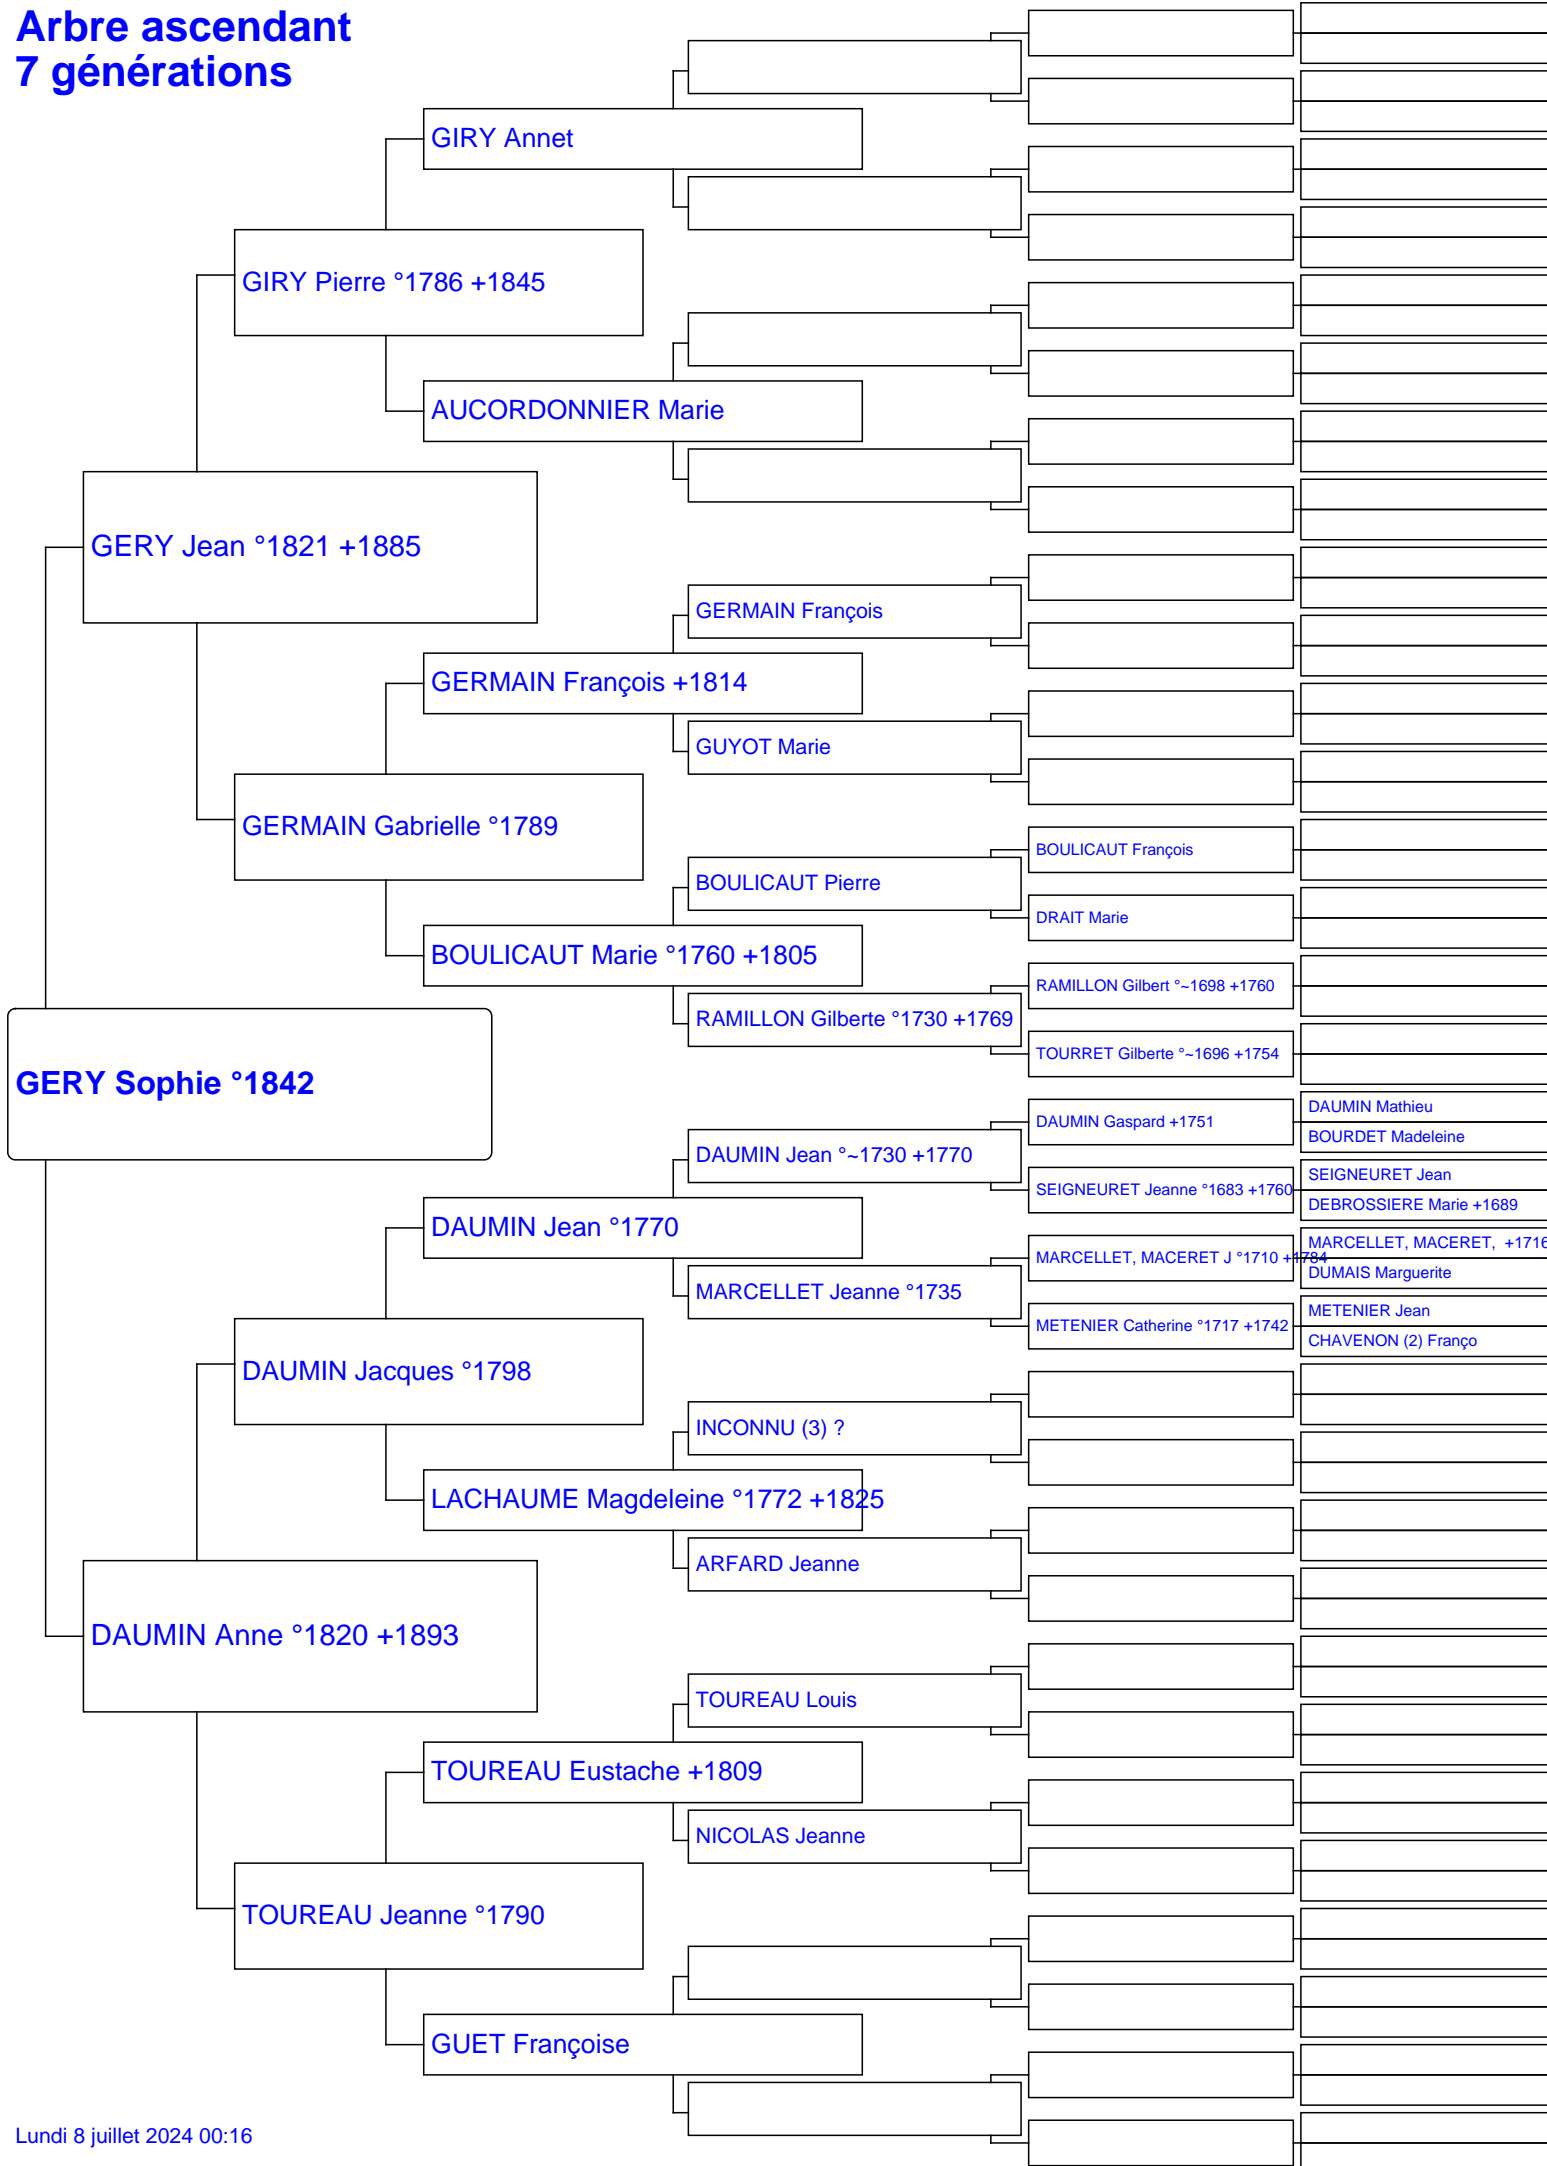 Arbre ascendant
7 générations
GIRY Annet
GIRY Pierre °1786 +1845
AUCORDONNIER Marie
GERY Jean °1821 +1885
GERMAIN François
GERMAIN François +1814
GUYOT Marie
GERMAIN Gabrielle °1789
BOULICAUT François
BOULICAUT Pierre
DRAIT Marie
BOULICAUT Marie °1760 +1805
RAMILLON Gilbert °~1698 +1760
RAMILLON Gilberte °1730 +1769
TOURRET Gilberte °~1696 +1754
GERY Sophie °1842
DAUMIN Mathieu
DAUMIN Gaspard +1751
BOURDET Madeleine
DAUMIN Jean °~1730 +1770
SEIGNEURET Jean
SEIGNEURET Jeanne °1683 +1760
DEBROSSIERE Marie +1689
DAUMIN Jean °1770
MARCELLET, MACERET, +1716
MARCELLET, MACERET J °1710 +1784
DUMAIS Marguerite
MARCELLET Jeanne °1735
METENIER Jean
METENIER Catherine °1717 +1742
CHAVENON (2) Franço
DAUMIN Jacques °1798
INCONNU (3) ?
LACHAUME Magdeleine °1772 +1825
ARFARD Jeanne
DAUMIN Anne °1820 +1893
TOUREAU Louis
TOUREAU Eustache +1809
NICOLAS Jeanne
TOUREAU Jeanne °1790
GUET Françoise
Lundi 8 juillet 2024 00:16